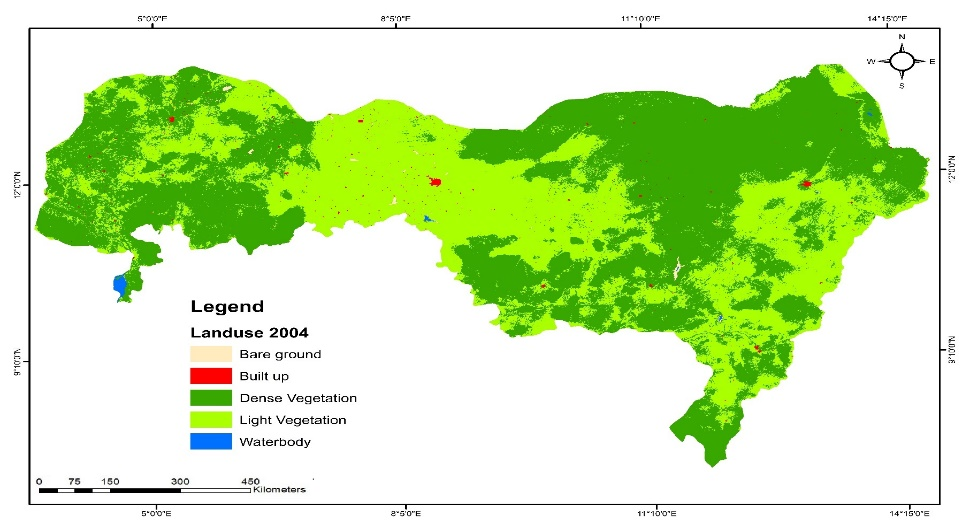 5°0'0"E 8°5'0"E 11°10'0"E 14°15'0"E
N
W E
S
12°0'0"N 12°0'0"N
9°10'0"N 9°10'0"N
Legend
Landuse 2004
Bare ground
Built up
Dense Vegetation
Light Vegetation
Waterbody
0 75 150 300 450
Kilometers
5°0'0"E 8°5'0"E 11°10'0"E 14°15'0"E